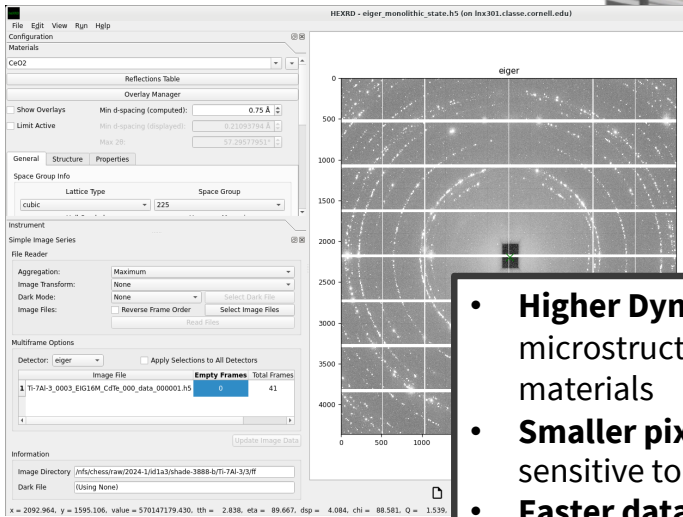 HEXRD - eiger_monolithic_state.h5 (on lnx301.classe.cornell.edu)
File Edit View Run Help
Configuration
Materials
CeO2
Reflections Table
Overlay Manager
Show Overlays Min d-spacing (computed): 0.75 Å
Limit Active Min d-spacing (displayed): 0.21093794 Å
Max 2θ: 57.29577951°
General Structure Properties
Space Group Info
Lattice Type Space Group
cubic 225
Instrument
Simple Image Series
File Reader
Aggregation: Maximum
Image Transform: None
Dark Mode: None Select Dark File
Image Files: Reverse Frame Order Select Image Files
Read Files
Multiframe Options
Detector: eiger Apply Selections to All Detectors
Image File Empty Frames Total Frames
1 Ti-7Al-3_0003_EIG16M_CdTe_000_data_000001.h5 0 41
Update Image Data
Information
Image Directory /nfs/chess/raw/2024-1/id1a3/shade-3888-b/Ti-7Al-3/3/ff
Dark File (Using None)
x = 2092.964, y = 1595.106, value = 570147179.430, tth = 2.838, eta = 89.667, dsp = 4.084, chi = 88.581, Q = 1.539,
eiger
0
500
1000
1500
2000
2500
3000
3500
4000
0 500 1000
• Higher Dyn
microstruct
materials
• Smaller pix
sensitive to
• Faster data